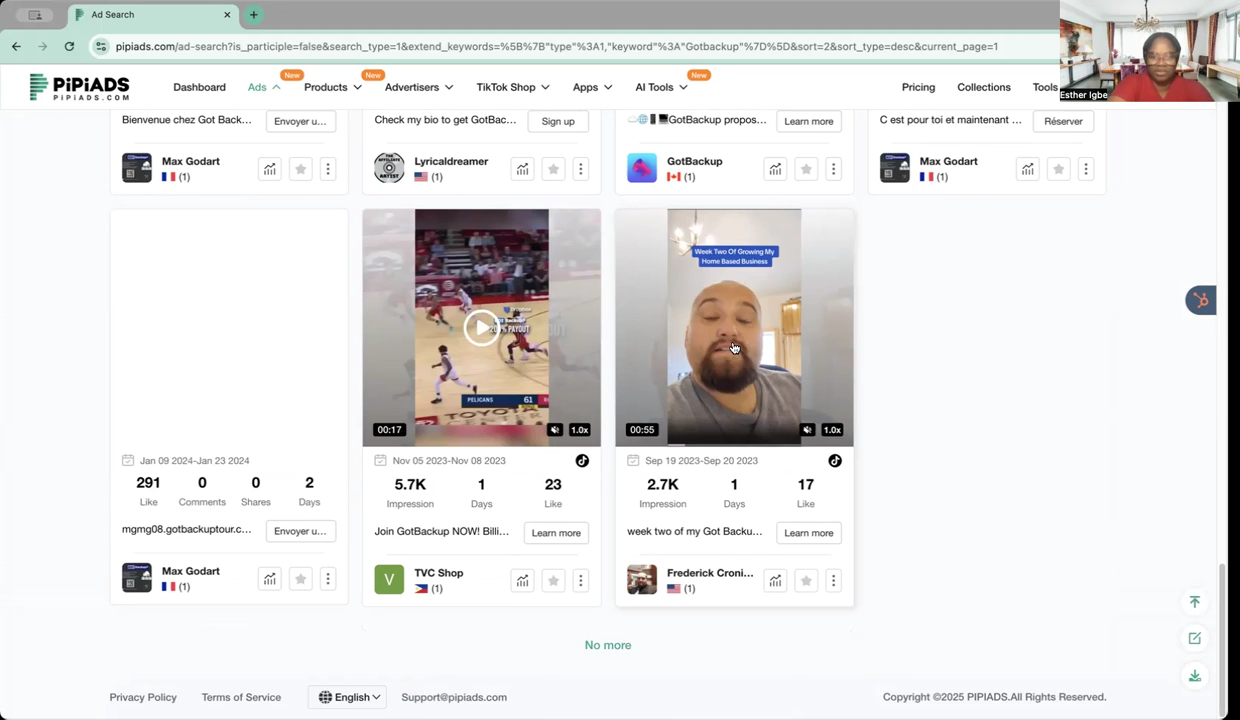 Ad Search
pipiads.com/ad-search?is_participle=false&search_type=1&extend_keywords=%5B%7B"type"%3A1,"keyword"%3A"Gotbackup"%7D%5D&sort=2&sort_type=desc&current_page=1
Esther Igbe
PiPiADS
PIPIADS.COM
Dashboard
Ads
New
Products
New
Advertisers
TikTok Shop
Apps
AI Tools
New
Pricing
Collections
Tools
Bienvenue chez Got Back...
Envoyer u...
Check my bio to get GotBac...
Sign up
GotBackup propos...
Learn more
C est pour toi et maintenant ...
Réserver
Max Godart
(1)
Lyricaldreamer
(1)
GotBackup
(1)
Max Godart
(1)
200% PAYOUT
PELICANS 61
TOYOT
00:17
1.0x
Week Two Of Growing My
Home Based Business
00:55
1.0x
Jan 09 2024-Jan 23 2024
291
0
0
2
Like
Comments
Shares
Days
mgmg08.gotbackuptour.c...
Envoyer u...
Max Godart
(1)
Nov 05 2023-Nov 08 2023
5.7K
1
23
Impression
Days
Like
Join GotBackup NOW! Billi...
Learn more
V
TVC Shop
(1)
Sep 19 2023-Sep 20 2023
2.7K
1
17
Impression
Days
Like
week two of my Got Backu...
Learn more
Frederick Croni...
(1)
No more
Privacy Policy
Terms of Service
English
Support@pipiads.com
Copyright ©2025 PIPIADS.All Rights Reserved.